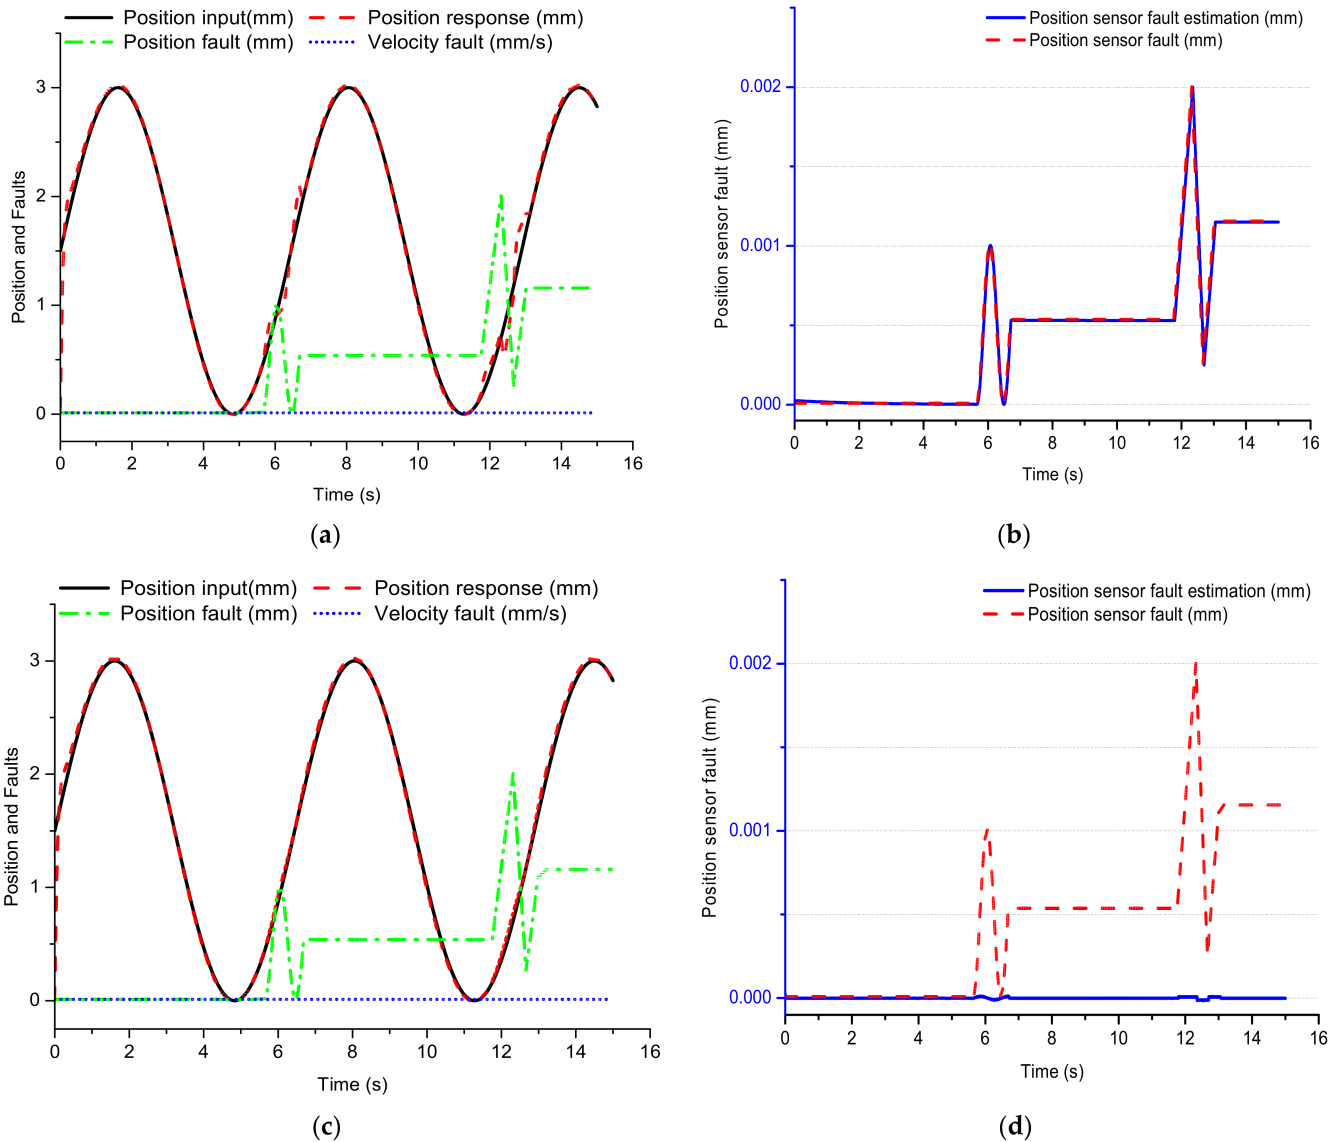 Position input(mm) Position response (mm)
Position fault (mm) Velocity fault (mm/s)
Position and Faults
3
2
1
0
0 2 4 6 8 10 12 14 16
Time (s)
(a)
Position sensor fault estimation (mm)
Position sensor fault (mm)
Position sensor fault (mm)
0.002
0.001
0.000
0 2 4 6 8 10 12 14 16
Time (s)
(b)
Position input(mm) Position response (mm)
Position fault (mm) Velocity fault (mm/s)
Position and Faults
3
2
1
0
0 2 4 6 8 10 12 14 16
Time (s)
(c)
Position sensor fault estimation (mm)
Position sensor fault (mm)
Position sensor fault (mm)
0.002
0.001
0.000
0 2 4 6 8 10 12 14 16
Time (s)
(d)